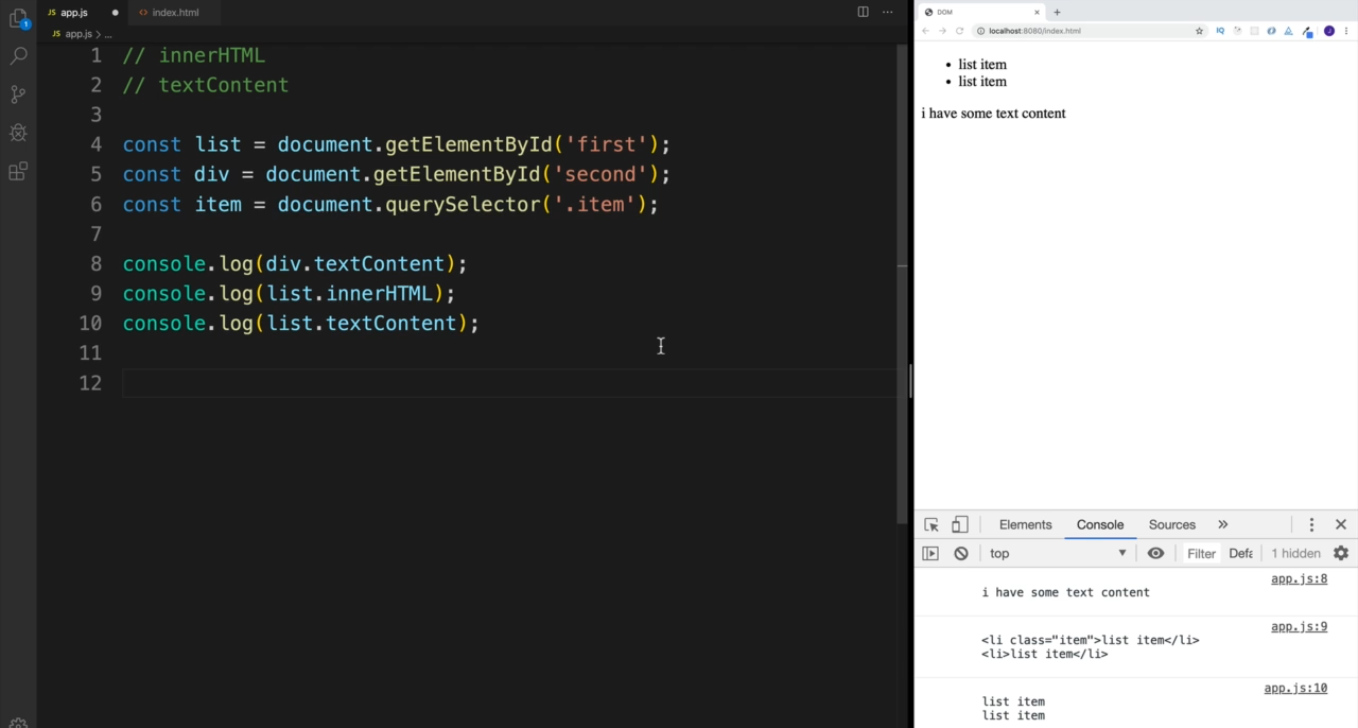 JS app.js ● <> index.html
JS app.js > ...
1 // innerHTML
2 // textContent
3
4 const list = document.getElementById('first');
5 const div = document.getElementById('second');
6 const item = document.querySelector('.item');
7
8 console.log(div.textContent);
9 console.log(list.innerHTML);
10 console.log(list.textContent);
11
12
1
DOM
localhost:8080/index.html
• list item
• list item
i have some text content
Elements Console Sources »
top Filter Defa 1 hidden
app.js:8
i have some text content
app.js:9
<li class="item">list item</li>
<li>list item</li>
app.js:10
list item
list item